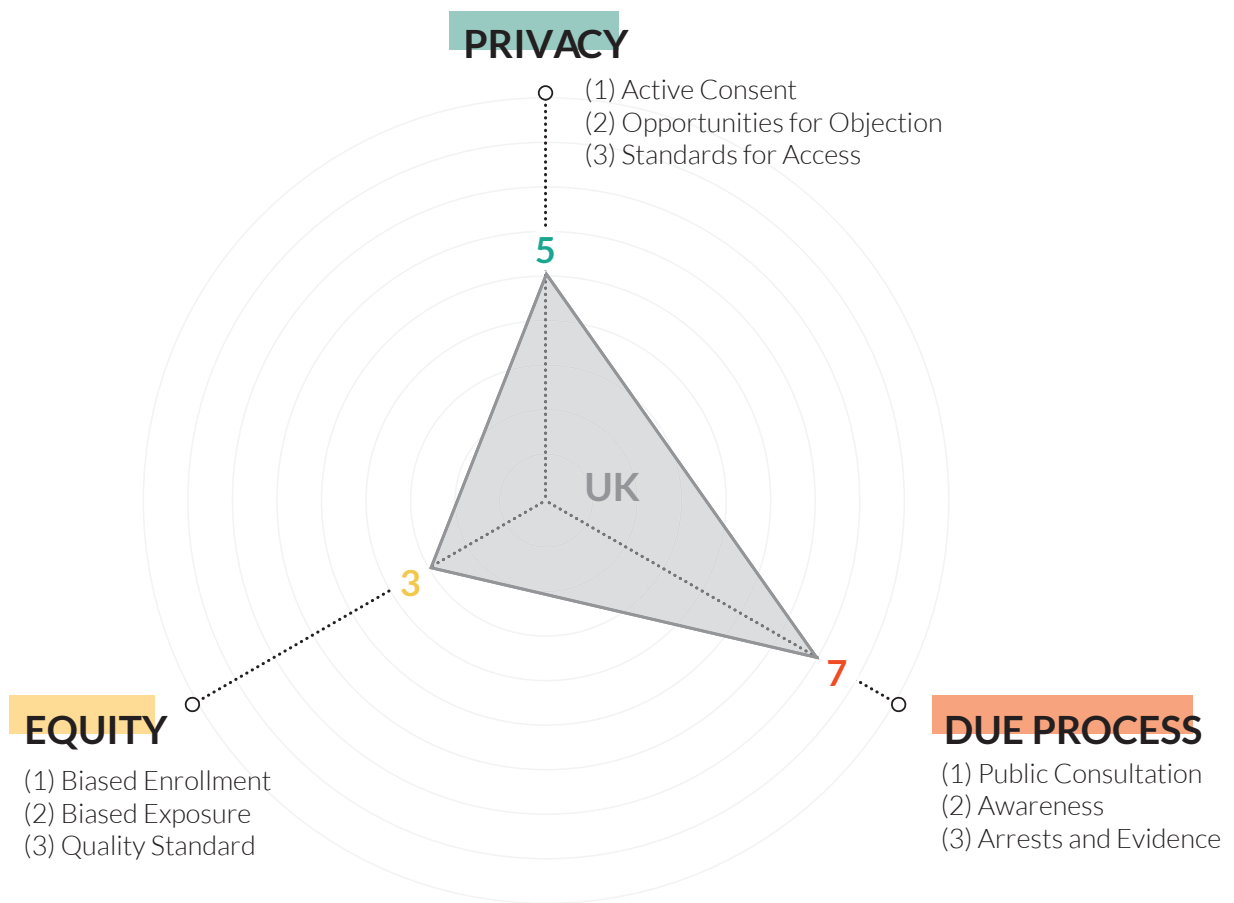 PRIVACY
(1) Active Consent
(2) Opportunities for Objection
(3) Standards for Access
5
UK
3
7
EQUITY
(1) Biased Enrollment
(2) Biased Exposure
(3) Quality Standard
DUE PROCESS
(1) Public Consultation
(2) Awareness
(3) Arrests and Evidence